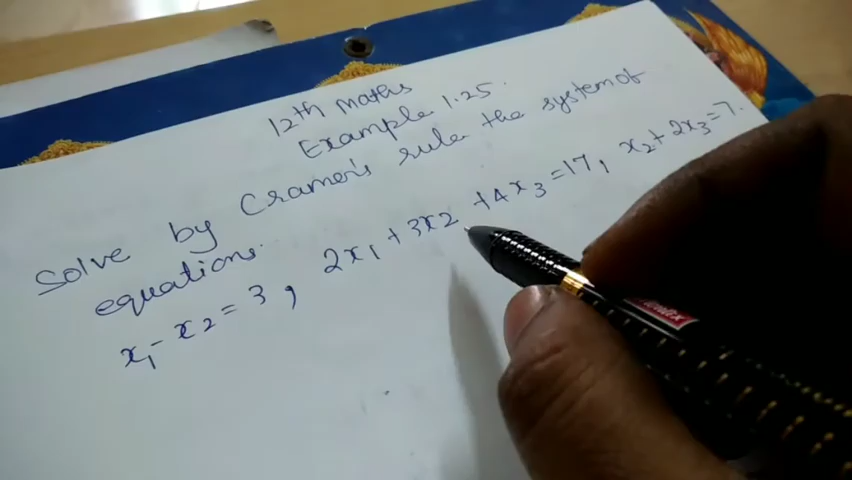 12th Maths
Example 1.25.
Solve by Cramer's rule the system of
equations.
x₁ - x₂ = 3, 2x₁ + 3x₂ + 4x₃ = 17, x₂ + 2x₃ = 7.